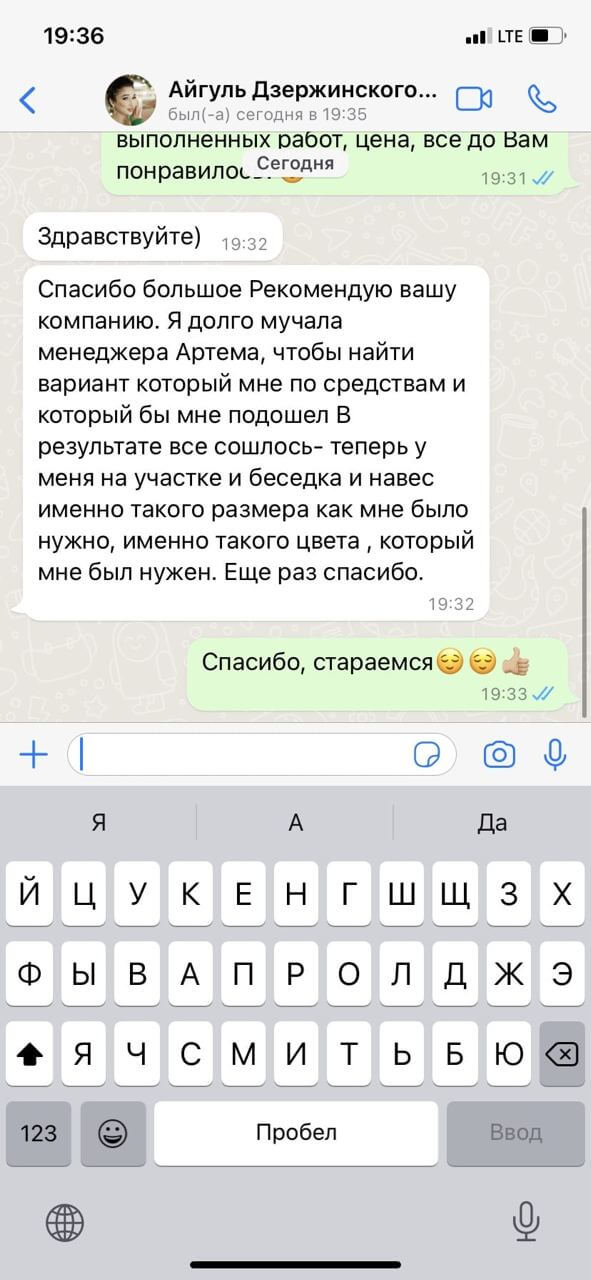 19:36
LTE
Айгуль Дзержинского...
был(-а) сегодня в 19:35
выполненных работ, цена, все до Вам
Сегодня
19:31
Здравствуйте) 19:32
Спасибо большое Рекомендую вашу
компанию. Я долго мучала
менеджера Артема, чтобы найти
вариант который мне по средствам и
который бы мне подошел В
результате все сошлось- теперь у
меня на участке и беседка и навес
именно такого размера как мне было
нужно, именно такого цвета , который
мне был нужен. Еще раз спасибо.
19:32
Спасибо, стараемся😌😌👍🏼
19:33
Я А Да
Й Ц У К Е Н Г Ш Щ З Х
Ф Ы В А П Р О Л Д Ж Э
Я Ч С М И Т Ь Б Ю
123 Пробел Ввод